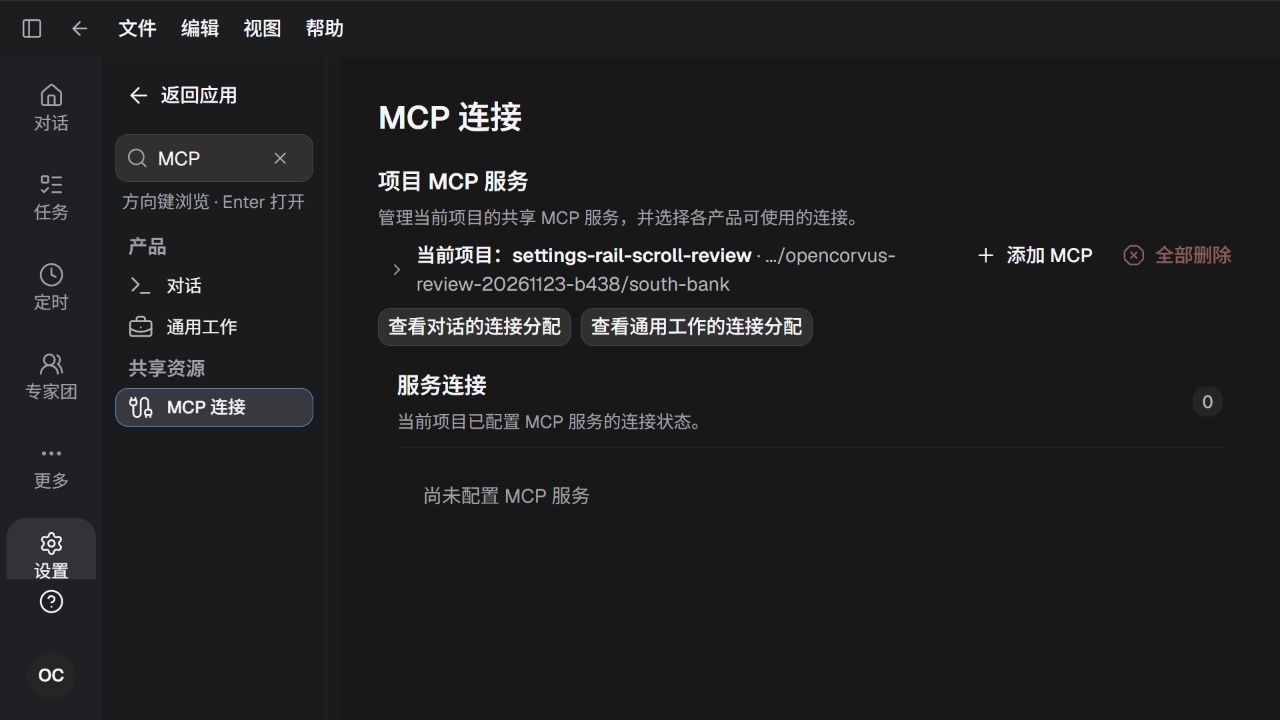 文件 编辑 视图 帮助
对话
任务
定时
专家团
更多
设置
OC
返回应用
MCP
方向键浏览 · Enter 打开
产品
对话
通用工作
共享资源
MCP 连接
MCP 连接
项目 MCP 服务
管理当前项目的共享 MCP 服务，并选择各产品可使用的连接。
当前项目：settings-rail-scroll-review · .../opencorvus-
review-20261123-b438/south-bank
添加 MCP
全部删除
查看对话的连接分配
查看通用工作的连接分配
服务连接
当前项目已配置 MCP 服务的连接状态。
0
尚未配置 MCP 服务